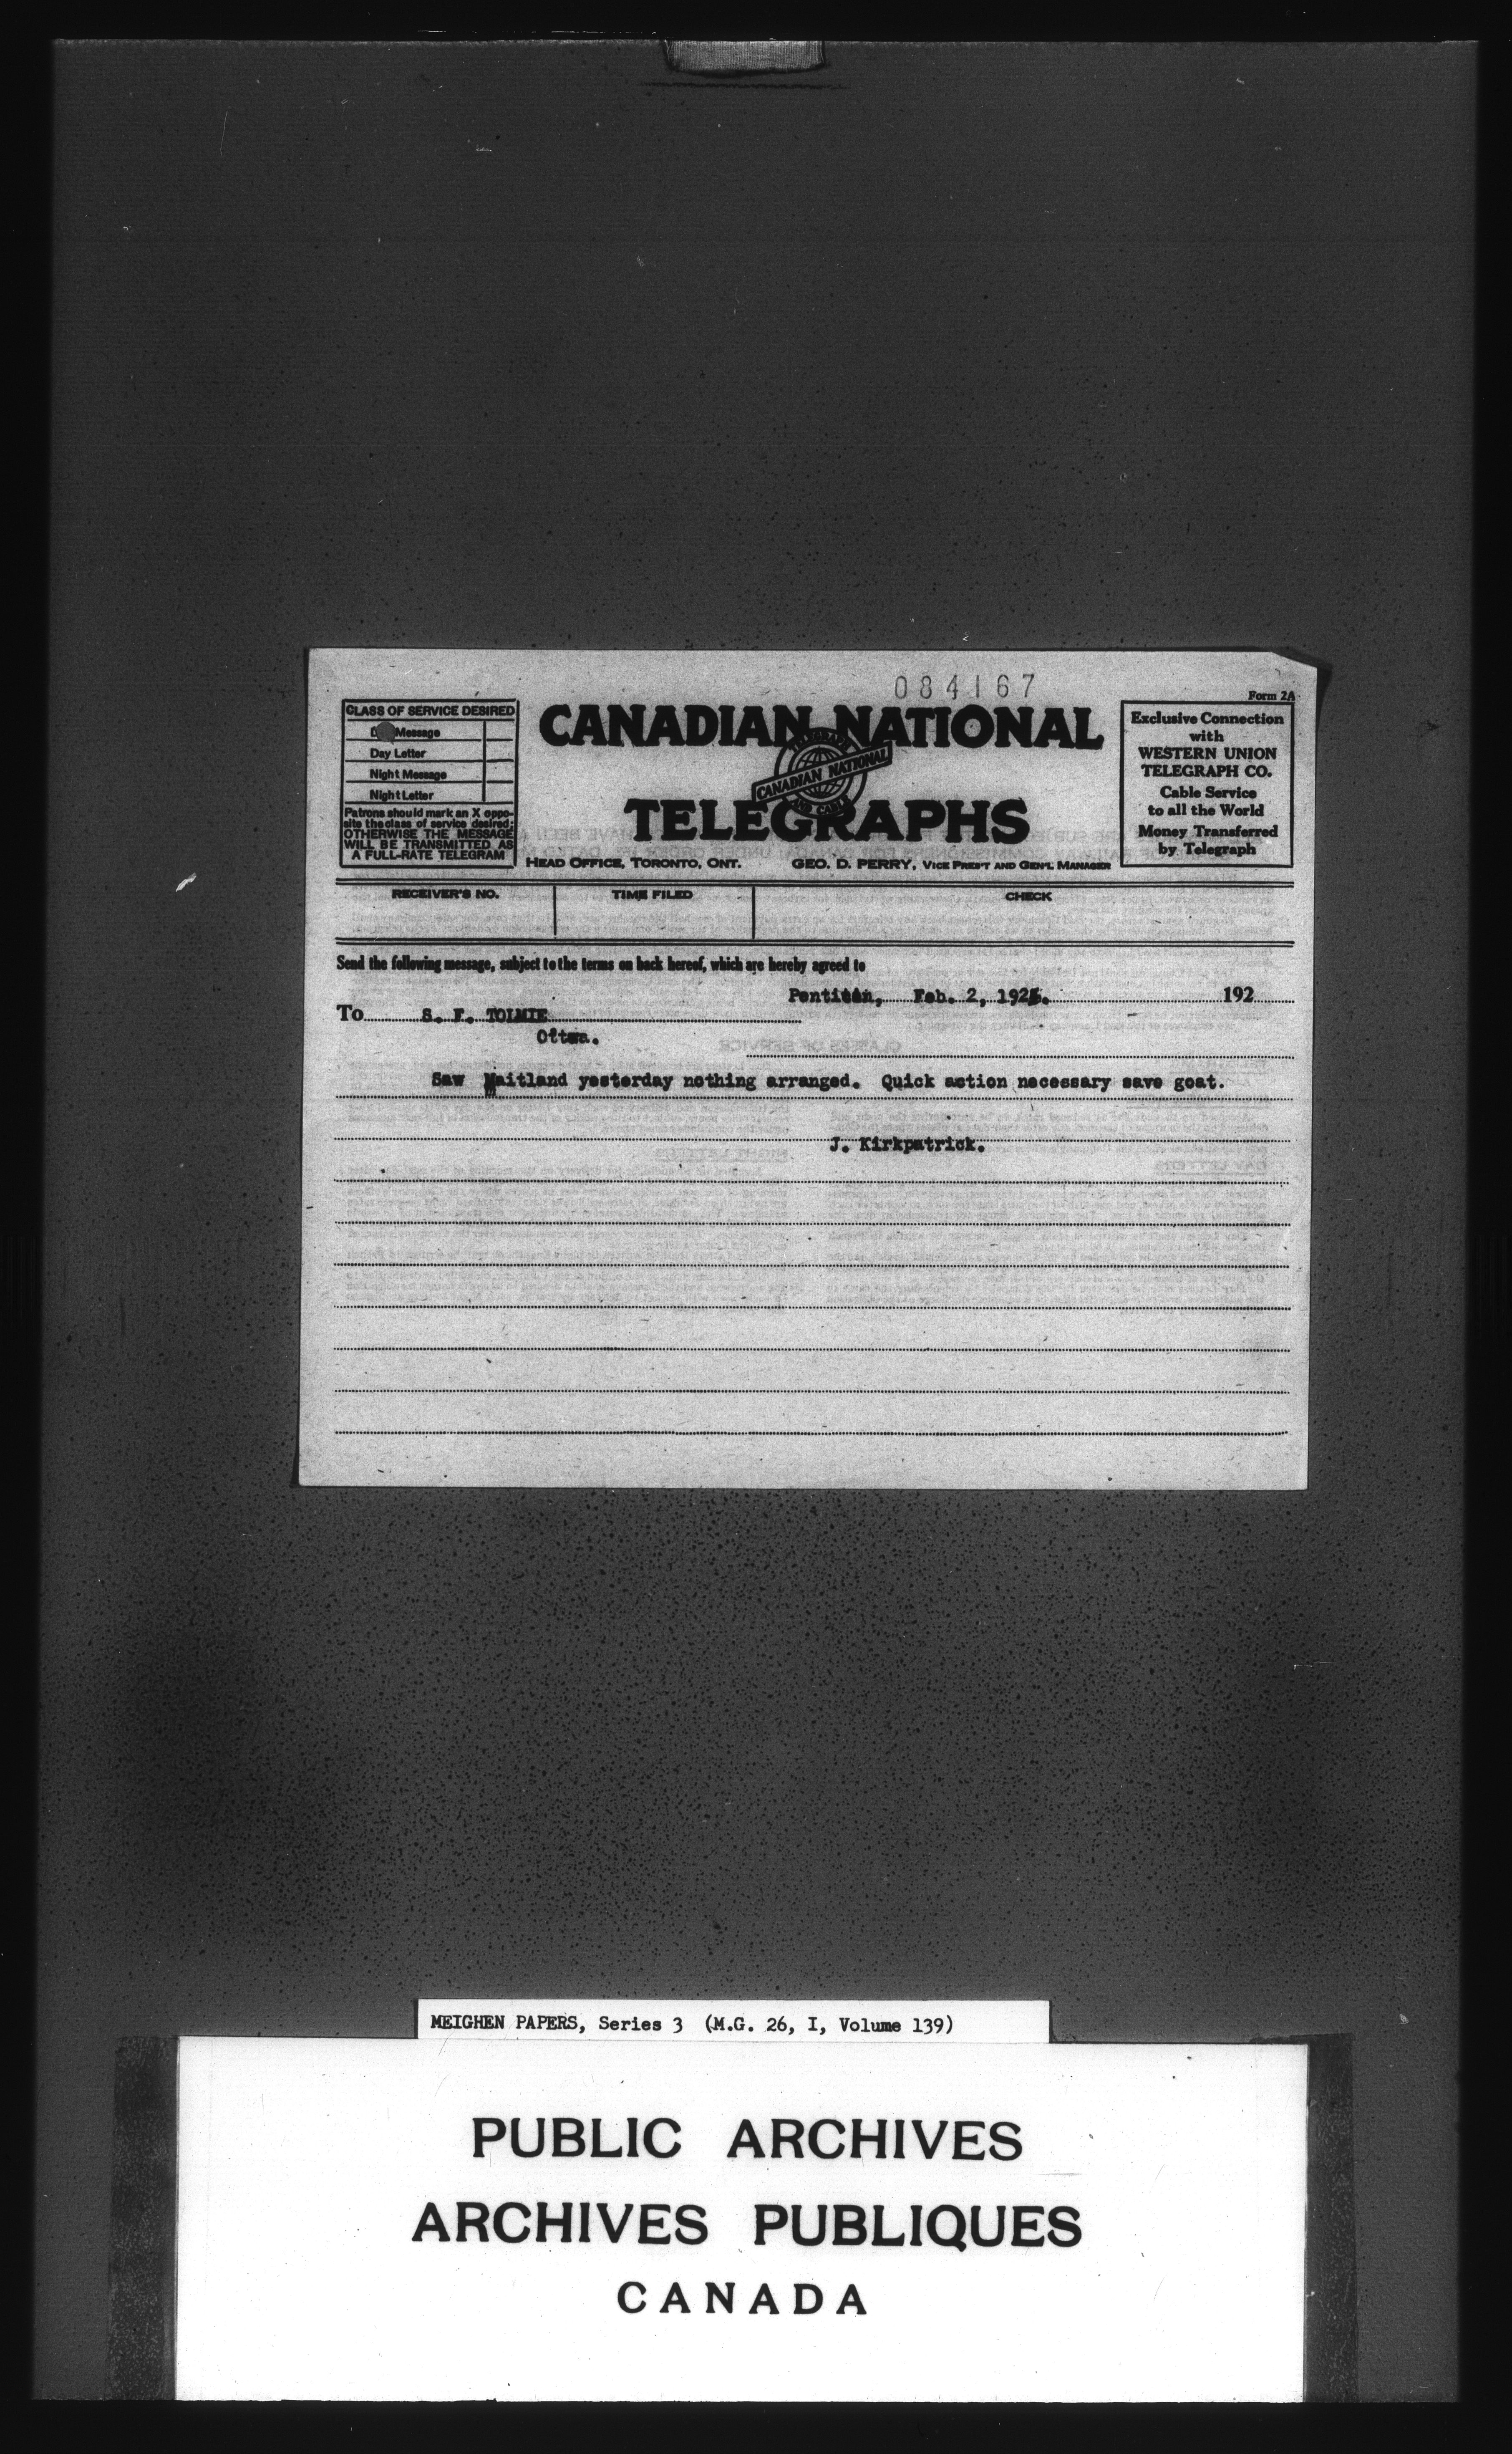 084167
Form 2A
CLASS OF SERVICE DESIRED
Message
Day Letter
Night Message
Night Letter
Patrons should mark an X oppo-
site the class of service desired;
OTHERWISE THE MESSAGE
WILL BE TRANSMITTED AS
A FULL-RATE TELEGRAM
CANADIAN NATIONAL
TELEGRAPHS
CANADIAN NATIONAL
HEAD OFFICE, TORONTO, ONT.
GEO. D. PERRY, VICE PRES'T AND GEN'L MANAGER
Exclusive Connection
with
WESTERN UNION
TELEGRAPH CO.
Cable Service
to all the World
Money Transferred
by Telegraph
RECEIVER'S NO. TIME FILED CHECK
Send the following message, subject to the terms on back hereof, which are hereby agreed to
Feb. 2, 192
To S. F. TOLMIE
Ottwa.
Saw Maitland yesterday nothing arranged. Quick action necessary save goat.
J. Kirkpatrick.
MEIGHEN PAPERS, Series 3 (M.G. 26, I, Volume 139)
PUBLIC ARCHIVES
ARCHIVES PUBLIQUES
CANADA